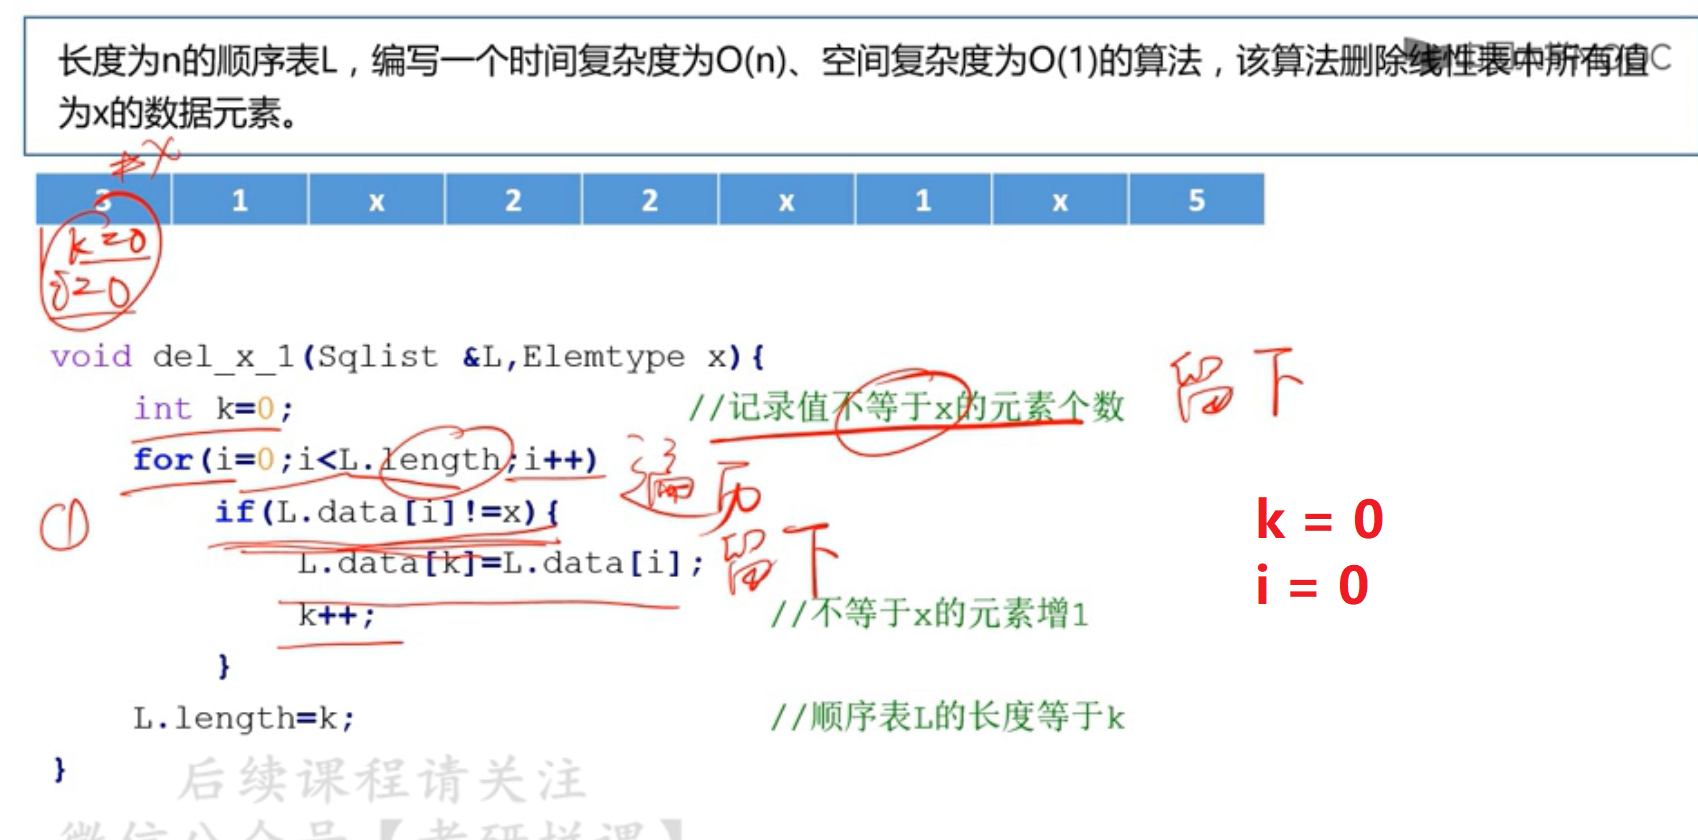 长度为n的顺序表L，编写一个时间复杂度为O(n)、空间复杂度为O(1)的算法，该算法删除线性表中所有值
为x的数据元素。
≠x
3 1 x 2 2 x 1 x 5
k=0
i=0
void del_x_1(Sqlist &L,Elemtype x){
int k=0; //记录值不等于x的元素个数 留下
for(i=0;i<L.length;i++) 遍历
① if(L.data[i]!=x){
k = 0
L.data[k]=L.data[i]; 留下
i = 0
k++; //不等于x的元素增1
}
L.length=k; //顺序表L的长度等于k
}
后续课程请关注